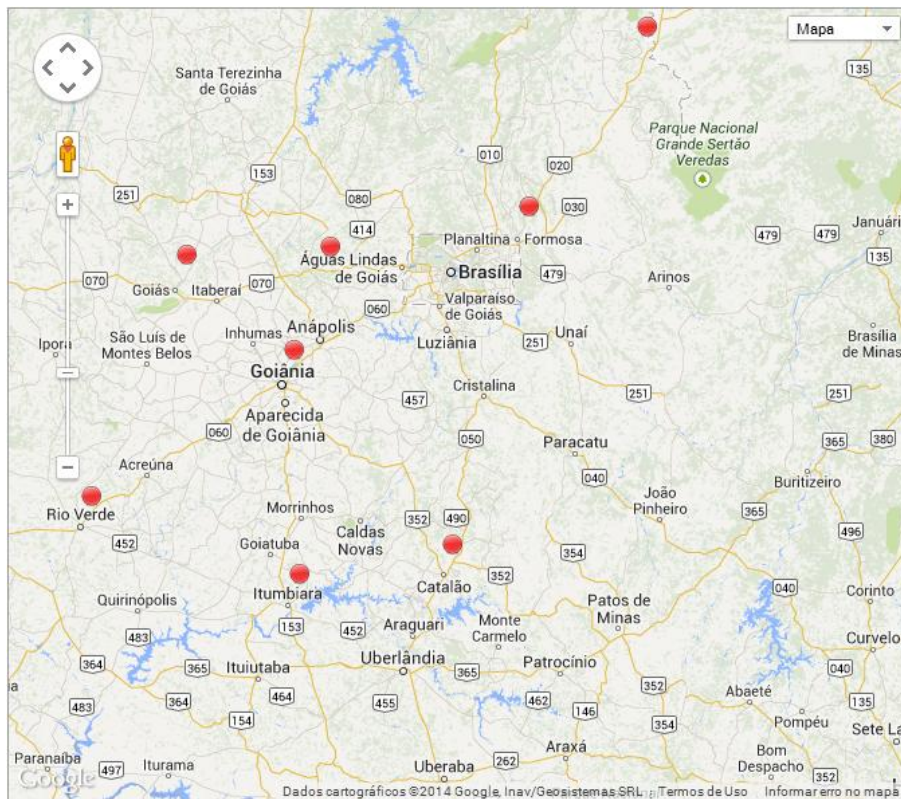 Mapa
135
Santa Terezinha
de Goiás
Parque Nacional
Grande Sertão
Veredas
010
020
153
251
080
030
414
Januári
479
479
Planaltina
Formosa
135
Águas Lindas
de Goiás
Brasília
479
Arinos
070
Goiás
Itaberaí
070
060
Valparaiso
de Goiás
Brasília
de Minas
São Luís de
Montes Belos
Inhumas
Anápolis
Luziânia
251
Unaí
Ipora
Goiânia
Cristalina
251
251
457
Aparecida
de Goiânia
060
050
Paracatu
365
380
Acreúna
040
Buritizeiro
João
Pinheiro
Rio Verde
Morrinhos
352
490
365
452
Caldas
Novas
496
Goiatuba
354
Catalão
352
040
Itumbiara
Corinto
Quirinópolis
Patos de
Minas
153
452
Araguari
Monte
Carmelo
483
Curvelo
364
365
Ituiutaba
Uberlândia
365
Patrocínio
040
ia
464
352
Abaeté
483
364
455
462
135
154
146
354
Pompéu
Sete La
Paranaíba
497
Iturama
262
Araxá
Bom
Despacho
352
Uberaba
Google
Dados cartográficos ©2014 Google, Inav/Geosistemas SRL
Termos de Uso
Informar erro no mapa